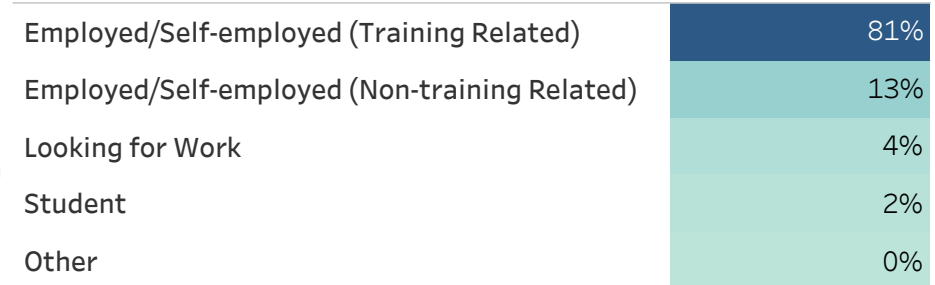 Employed/Self-employed (Training Related) 81%
Employed/Self-employed (Non-training Related) 13%
Looking for Work 4%
Student 2%
Other 0%